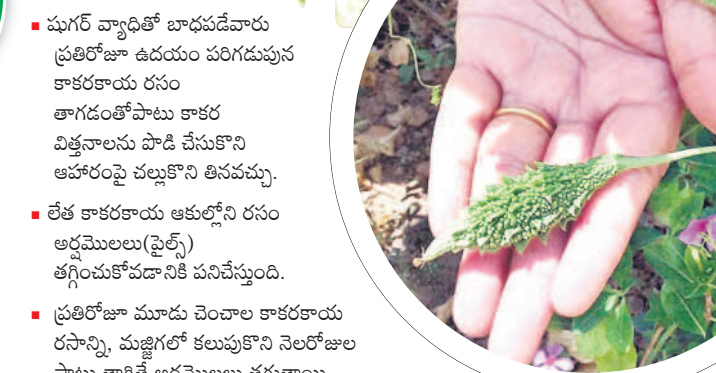 ▪ షుగర్ వ్యాధితో బాధపడేవారు
ప్రతిరోజూ ఉదయం పరిగడుపున
కాకరకాయ రసం
తాగడంతోపాటు కాకర
విత్తనాలను పొడి చేసుకొని
ఆహారంపై చల్లుకొని తినవచ్చు.
▪ లేత కాకరకాయ ఆకుల్లోని రసం
అర్షమొలలు(పైల్స్)
తగ్గించుకోవడానికి పనిచేస్తుంది.
▪ ప్రతిరోజూ మూడు చెంచాల కాకరకాయ
రసాన్ని, మజ్జిగలో కలుపుకొని నెలరోజుల